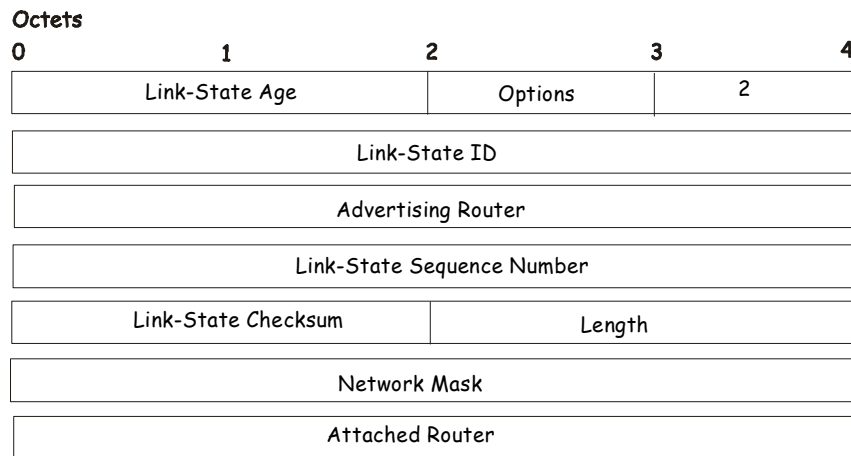 Octets
0 1 2 3 4
Link-State Age Options 2
Link-State ID
Advertising Router
Link-State Sequence Number
Link-State Checksum Length
Network Mask
Attached Router